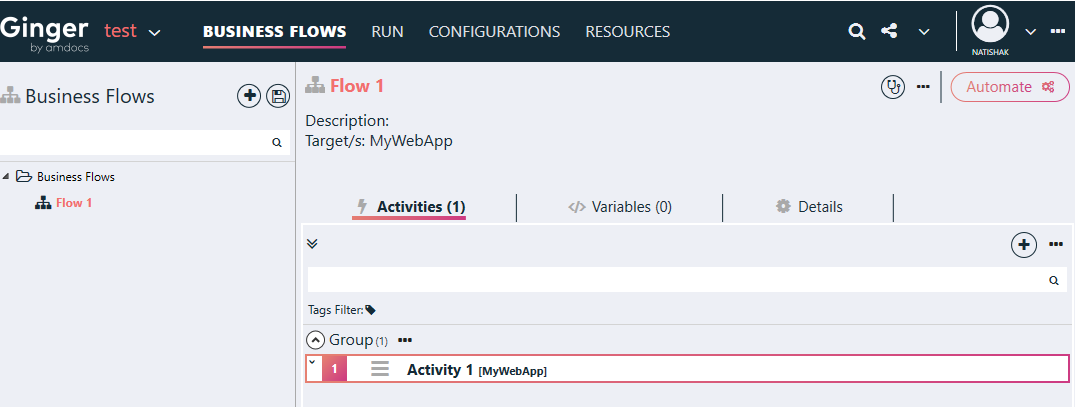 Ginger test BUSINESS FLOWS RUN CONFIGURATIONS RESOURCES
by amdocs
NATISHAK
Business Flows
Business Flows
Flow 1
Flow 1
Automate
Description:
Target/s: MyWebApp
Activities (1) Variables (0) Details
Tags Filter:
Group (1)
1 Activity 1 [MyWebApp]